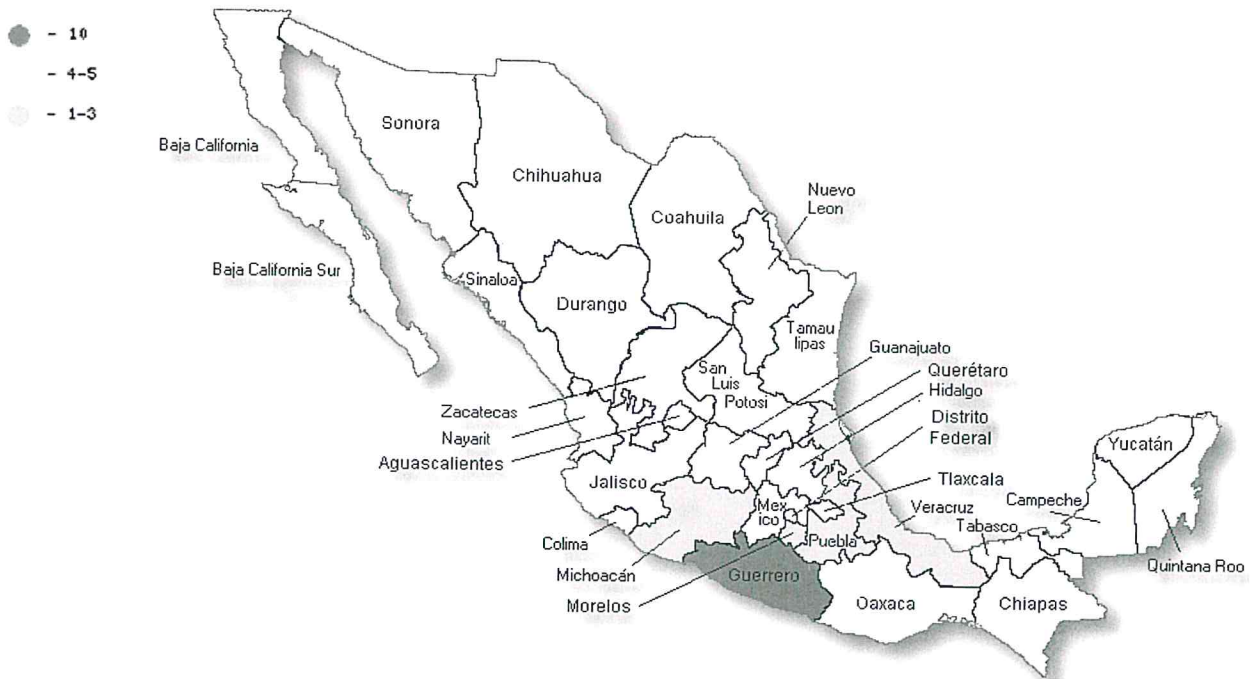 - 10
- 4-5
- 1-3
Baja California
Sonora
Chihuahua
Coahuila
Nuevo
Leon
Baja California Sur
Sinaloa
Durango
Tamau
lipas
San
Luis
Potosi
Guanajuato
Querétaro
Hidalgo
Distrito
Federal
Zacatecas
Nayarit
Aguascalientes
Jalisco
Tlaxcala
Yucatán
Campeche
Veracruz
Tabasco
Mex
ico
Puebla
Colima
Michoacán
Morelos
Guerrero
Oaxaca
Chiapas
Quintana Roo